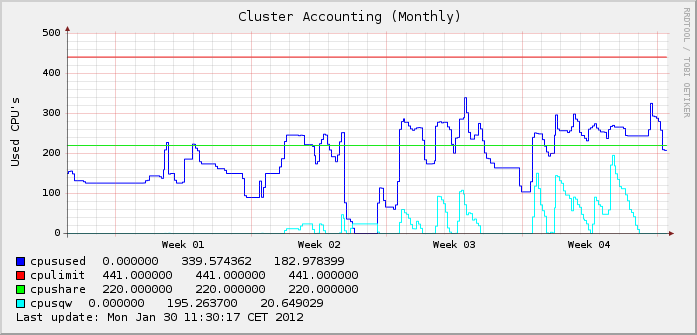 Cluster Accounting (Monthly)
RRDTOOL / TOBI OETIKER
Used CPU's
500
400
300
200
100
0
Week 01 Week 02 Week 03 Week 04
cpusused 0.000000 339.574362 182.978399
cpulimit 441.000000 441.000000 441.000000
cpushare 220.000000 220.000000 220.000000
cpusqw 0.000000 195.263700 20.649029
Last update: Mon Jan 30 11:30:17 CET 2012